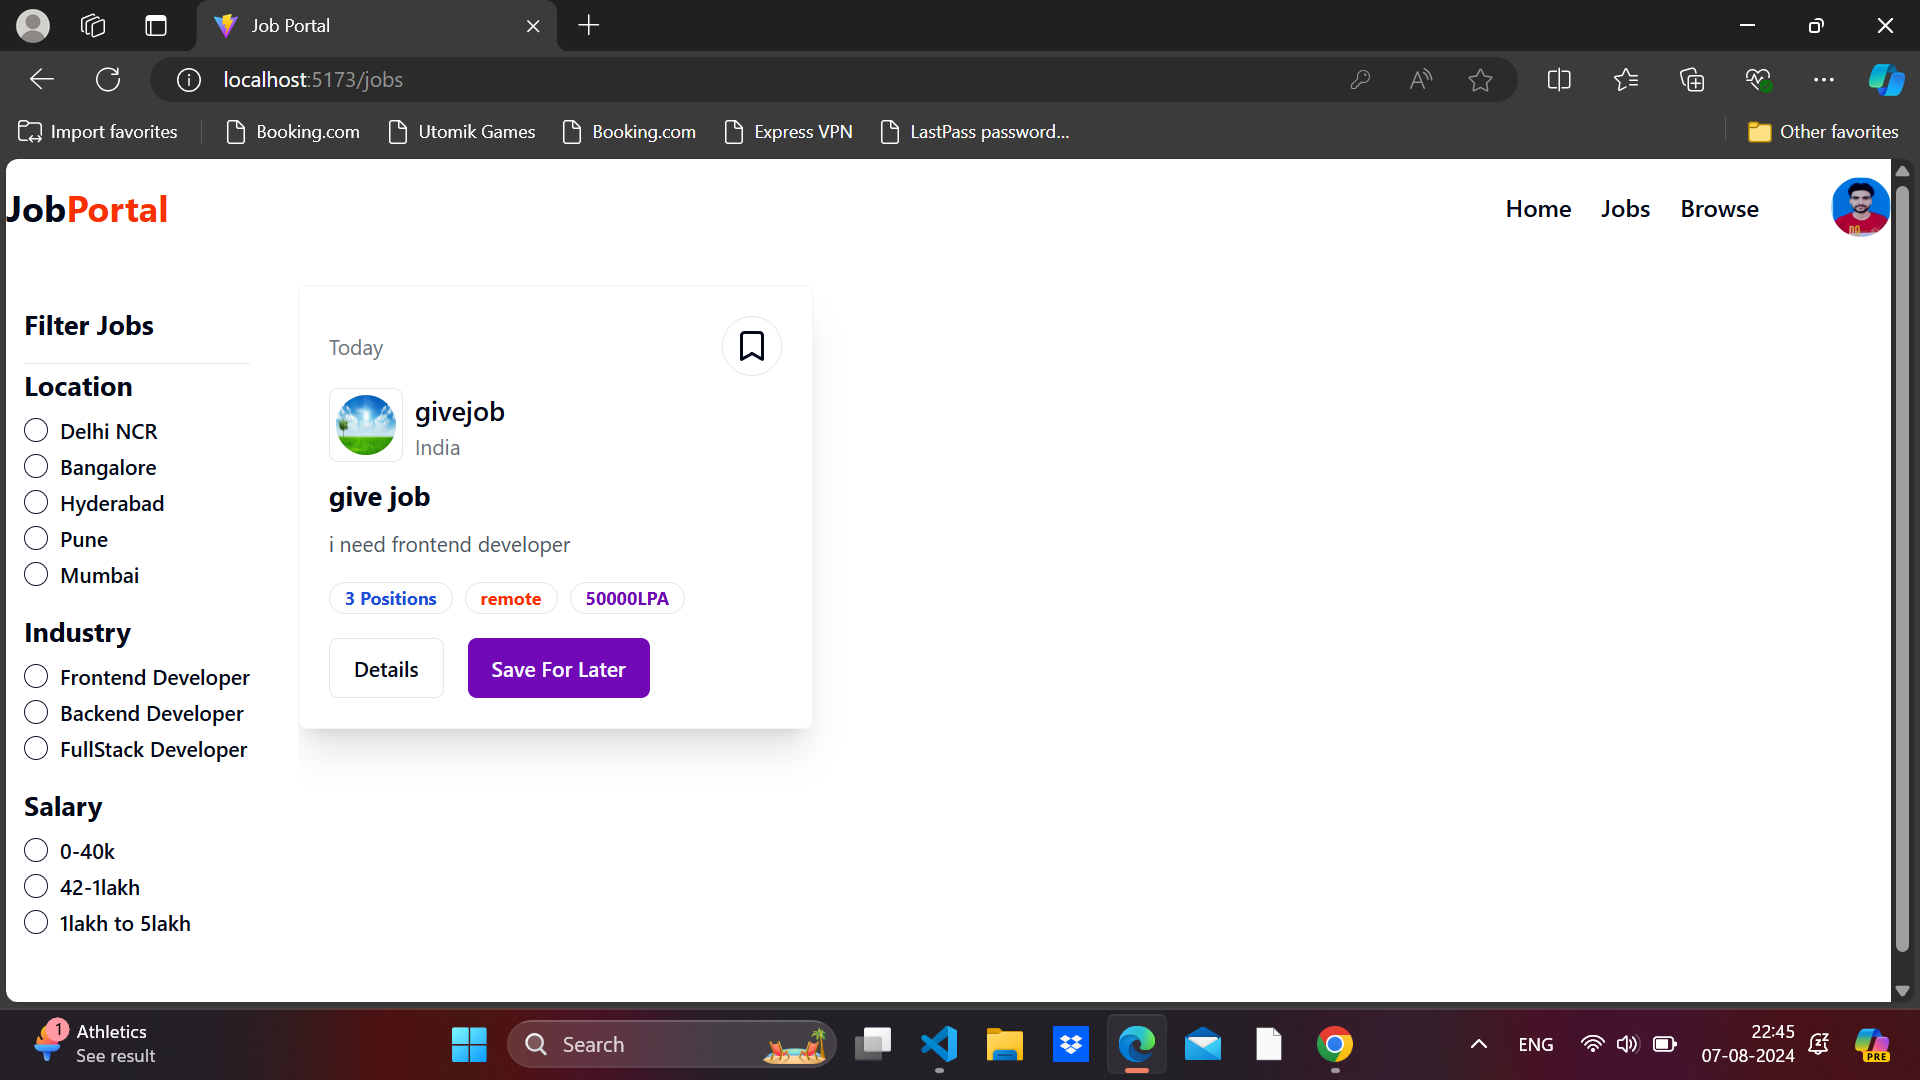 Job Portal
localhost:5173/jobs
Import favorites
Booking.com
Utomik Games
Booking.com
Express VPN
LastPass password...
Other favorites
JobPortal
Home
Jobs
Browse
Filter Jobs
Location
Delhi NCR
Bangalore
Hyderabad
Pune
Mumbai
Industry
Frontend Developer
Backend Developer
FullStack Developer
Salary
0-40k
42-1lakh
1lakh to 5lakh
Today
givejob
India
give job
i need frontend developer
3 Positions
remote
50000LPA
Details
Save For Later
1
Athletics
See result
Search
ENG
22:45
07-08-2024
PRE